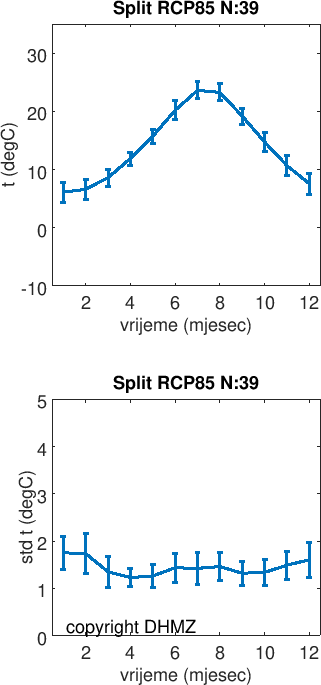 Split RCP85 N:39
30
20
10
0
-10
t (degC)
2 4 6 8 10 12
vrijeme (mjesec)
Split RCP85 N:39
5
4
3
2
1
0
std t (degC)
copyright DHMZ
2 4 6 8 10 12
vrijeme (mjesec)